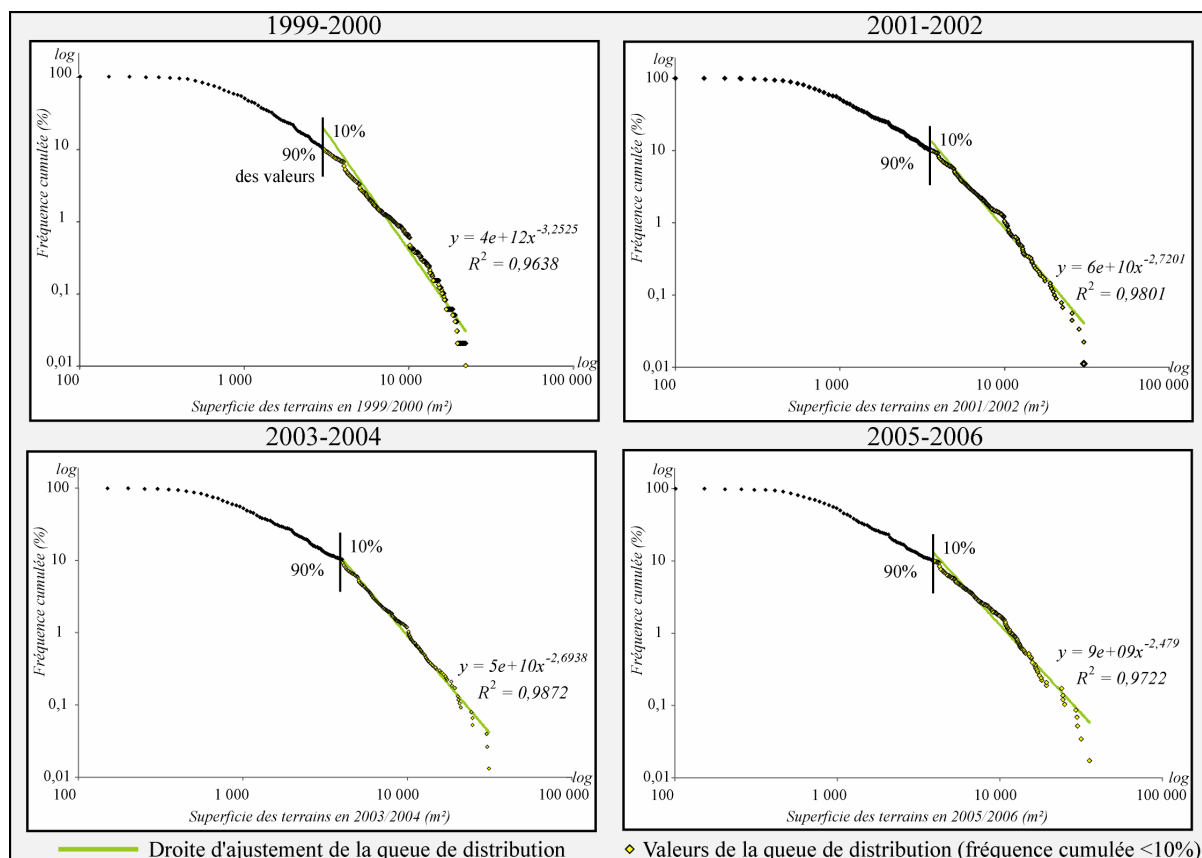 1999-2000
log
100
10
1
0,1
0,01
Fréquence cumulée (%)
10%
90%
des valeurs
y = 4e+12x^-3,2525
R² = 0,9638
100
1 000
10 000
100 000
log
Superficie des terrains en 1999/2000 (m²)
2001-2002
log
100
10
1
0,1
0,01
Fréquence cumulée (%)
10%
90%
y = 6e+10x^-2,7201
R² = 0,9801
100
1 000
10 000
100 000
log
Superficie des terrains en 2001/2002 (m²)
2003-2004
log
100
10
1
0,1
0,01
Fréquence cumulée (%)
10%
90%
y = 5e+10x^-2,6938
R² = 0,9872
100
1 000
10 000
100 000
log
Superficie des terrains en 2003/2004 (m²)
2005-2006
log
100
10
1
0,1
0,01
Fréquence cumulée (%)
10%
90%
y = 9e+09x^-2,479
R² = 0,9722
100
1 000
10 000
100 000
log
Superficie des terrains en 2005/2006 (m²)
Droite d'ajustement de la queue de distribution
Valeurs de la queue de distribution (fréquence cumulée <10%)